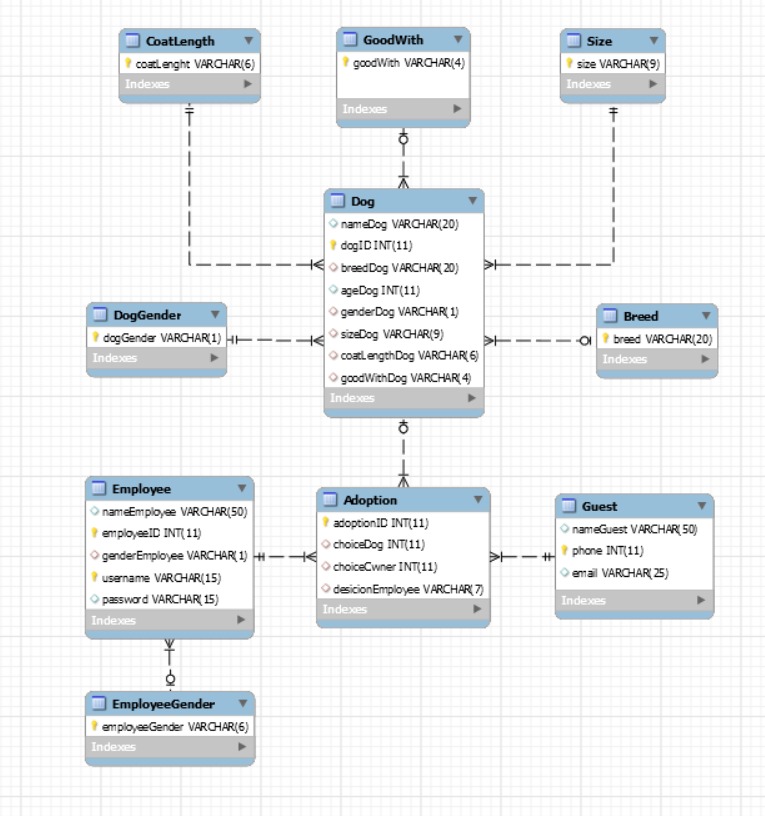 CoatLength
coatLenght VARCHAR(6)
Indexes
GoodWith
goodWith VARCHAR(4)
Indexes
Size
size VARCHAR(9)
Indexes
Dog
nameDog VARCHAR(20)
dogID INT(11)
breedDog VARCHAR(20)
ageDog INT(11)
genderDog VARCHAR(1)
sizeDog VARCHAR(9)
coatLengthDog VARCHAR(6)
goodWithDog VARCHAR(4)
Indexes
DogGender
dogGender VARCHAR(1)
Indexes
Breed
breed VARCHAR(20)
Indexes
Employee
nameEmployee VARCHAR(50)
employeeID INT(11)
genderEmployee VARCHAR(1)
username VARCHAR(15)
password VARCHAR(15)
Indexes
Adoption
adoptionID INT(11)
choiceDog INT(11)
choiceCwner INT(11)
desicionEmployee VARCHAR(7)
Indexes
Guest
nameGuest VARCHAR(50)
phone INT(11)
email VARCHAR(25)
Indexes
EmployeeGender
employeeGender VARCHAR(6)
Indexes